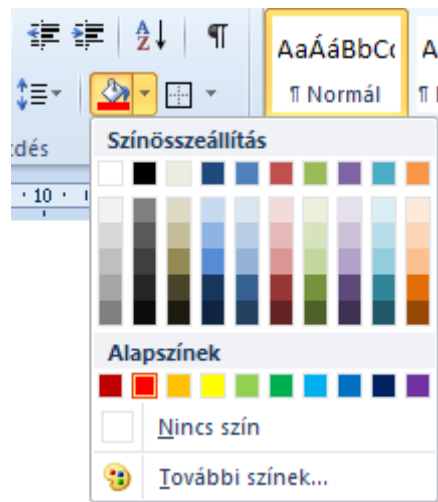 A
Z
¶
AaÁáBbCc
A
¶ Normál
¶
dés
Színösszeállítás
· 10 ·
Alapszínek
Nincs szín
További színek...